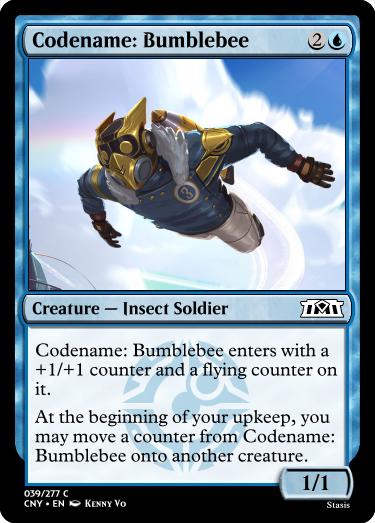 Codename: Bumblebee 2
Creature — Insect Soldier
Codename: Bumblebee enters with a
+1/+1 counter and a flying counter on
it.
At the beginning of your upkeep, you
may move a counter from Codename:
Bumblebee onto another creature.
1/1
039/277 C
CNY • EN Kenny Vo
Stasis